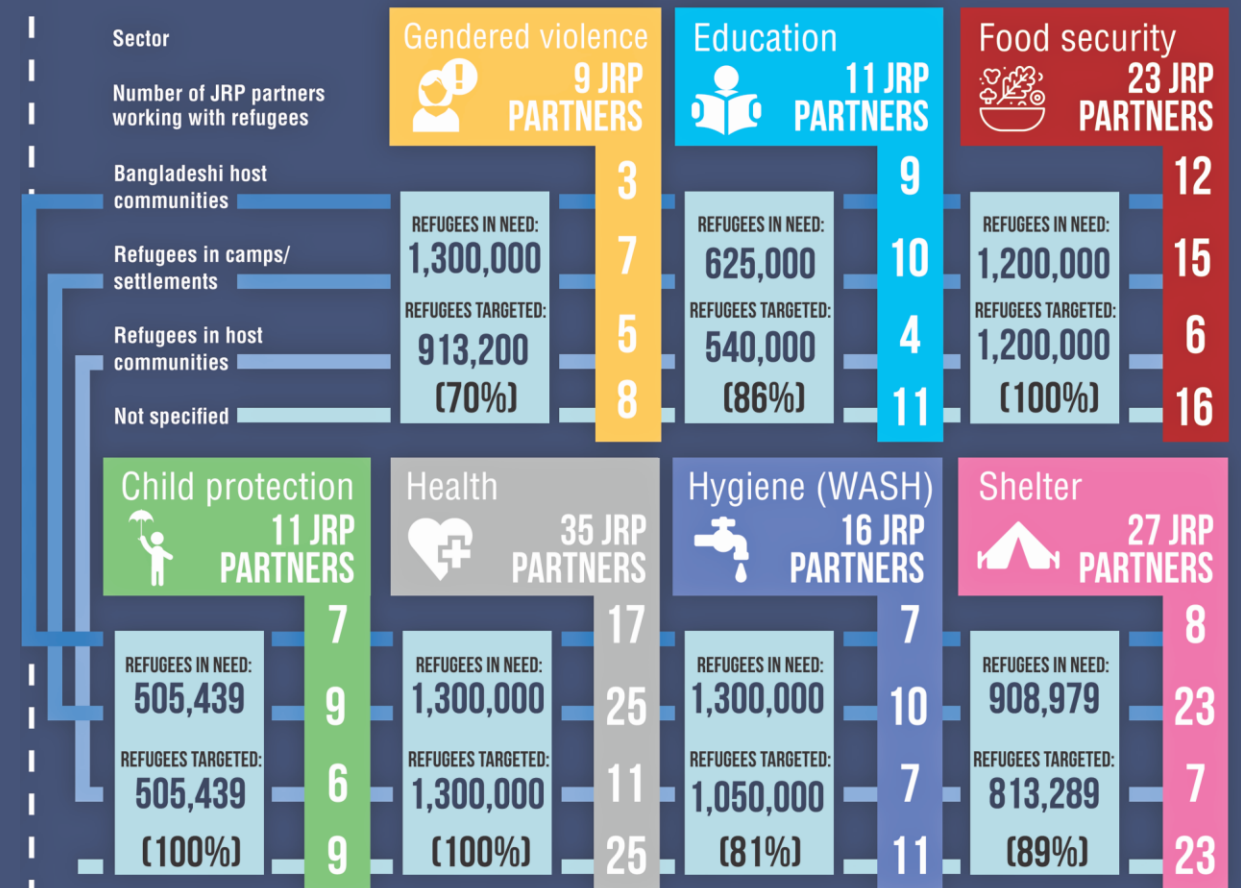 Sector
Number of JRP partners
working with refugees
Bangladeshi host
communities
Refugees in camps/
settlements
Refugees in host
communities
Not specified
Gendered violence
9 JRP
PARTNERS
3
7
5
8
REFUGEES IN NEED:
1,300,000
REFUGEES TARGETED:
913,200
(70%)
Education
11 JRP
PARTNERS
9
10
4
11
REFUGEES IN NEED:
625,000
REFUGEES TARGETED:
540,000
(86%)
Food security
23 JRP
PARTNERS
12
15
6
16
REFUGEES IN NEED:
1,200,000
REFUGEES TARGETED:
1,200,000
(100%)
Child protection
11 JRP
PARTNERS
7
9
6
9
REFUGEES IN NEED:
505,439
REFUGEES TARGETED:
505,439
(100%)
Health
35 JRP
PARTNERS
17
25
11
25
REFUGEES IN NEED:
1,300,000
REFUGEES TARGETED:
1,300,000
(100%)
Hygiene (WASH)
16 JRP
PARTNERS
7
10
7
11
REFUGEES IN NEED:
1,300,000
REFUGEES TARGETED:
1,050,000
(81%)
Shelter
27 JRP
PARTNERS
8
23
7
23
REFUGEES IN NEED:
908,979
REFUGEES TARGETED:
813,289
(89%)